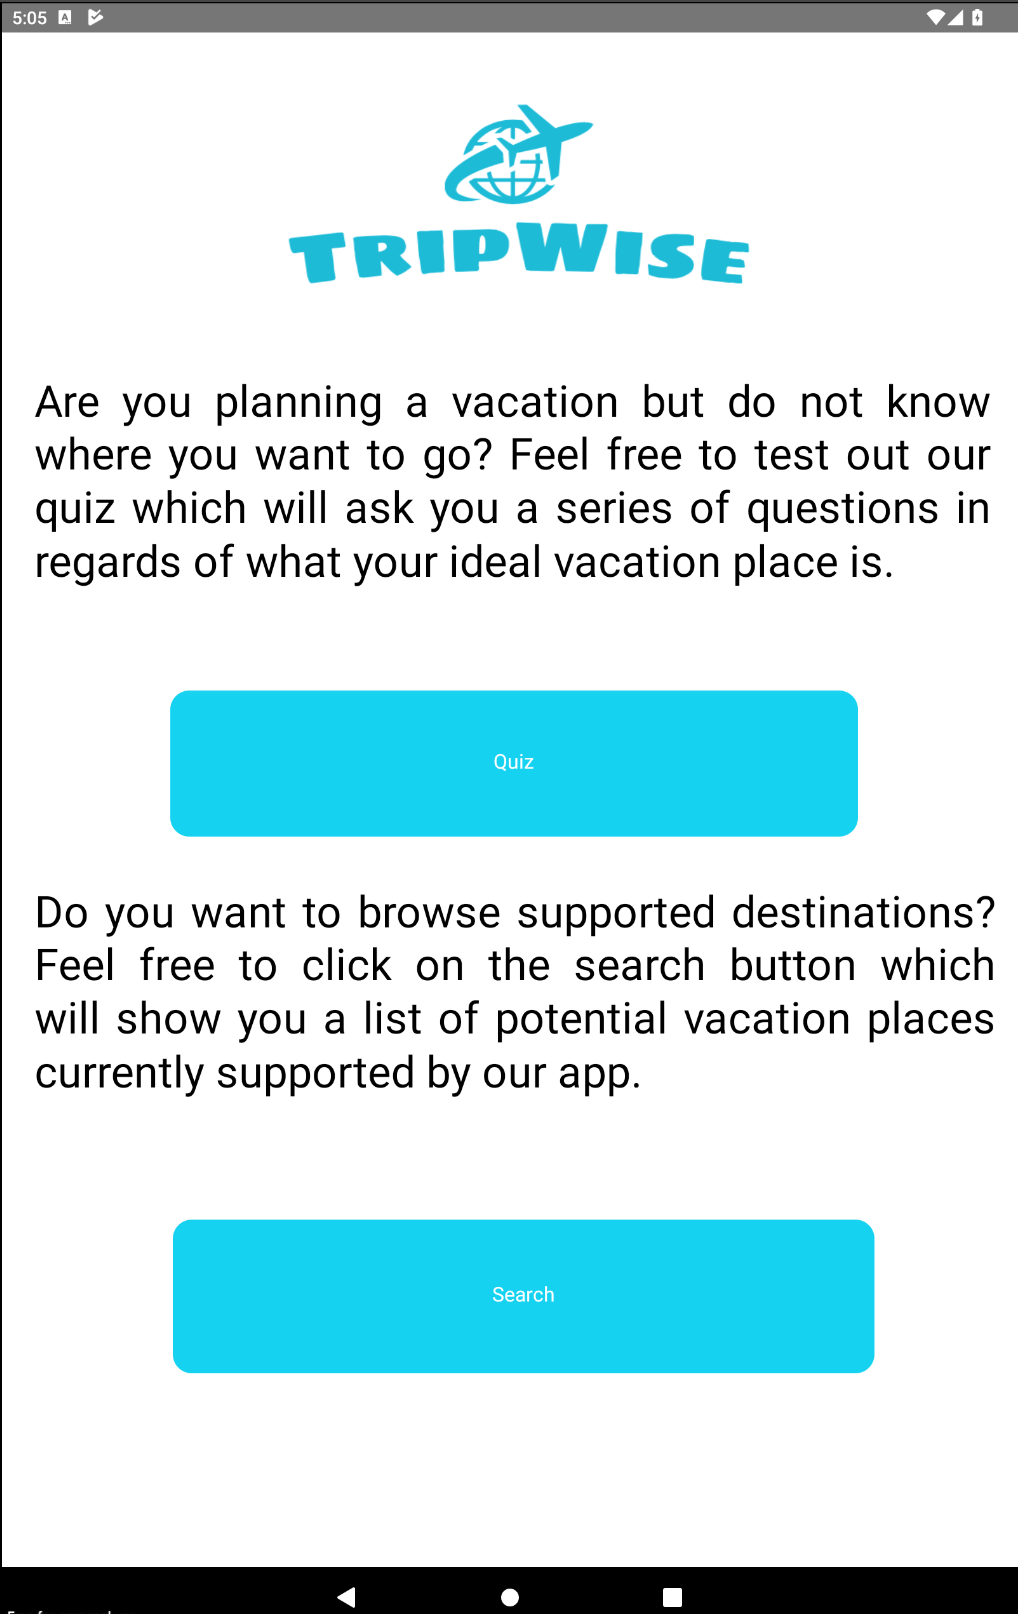 5:05
TRIPWISE
Are you planning a vacation but do not know
where you want to go? Feel free to test out our
quiz which will ask you a series of questions in
regards of what your ideal vacation place is.
Quiz
Do you want to browse supported destinations?
Feel free to click on the search button which
will show you a list of potential vacation places
currently supported by our app.
Search